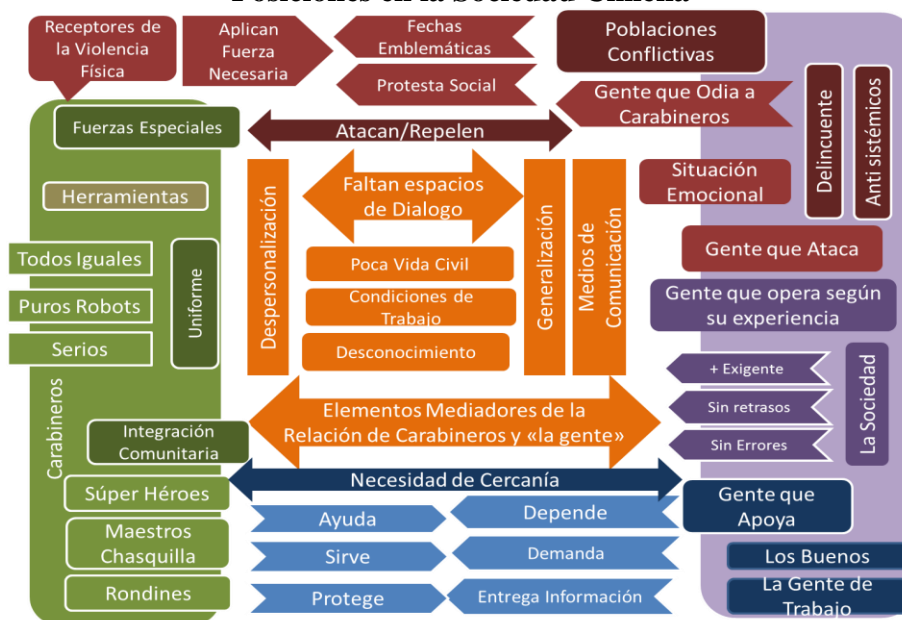 Posiciones en la Sociedad Chilena
Receptores de
la Violencia
Física
Aplican
Fuerza
Necesaria
Fechas
Emblemáticas
Protesta Social
Poblaciones
Conflictivas
Gente que Odia a
Carabineros
Fuerzas Especiales
Atacan/Repelen
Delincuente
Anti sistémicos
Herramientas
Despersonalización
Faltan espacios
de Dialogo
Generalización
Medios de
Comunicación
Situación
Emocional
Todos Iguales
Puros Robots
Serios
Uniforme
Poca Vida Civil
Condiciones de
Trabajo
Desconocimiento
Gente que Ataca
Gente que opera según
su experiencia
+ Exigente
Sin retrasos
Sin Errores
La Sociedad
Carabineros
Integración
Comunitaria
Elementos Mediadores de la
Relación de Carabineros y «la gente»
Necesidad de Cercanía
Súper Héroes
Maestros
Chasquilla
Rondines
Ayuda
Depende
Sirve
Demanda
Protege
Entrega Información
Gente que
Apoya
Los Buenos
La Gente de
Trabajo